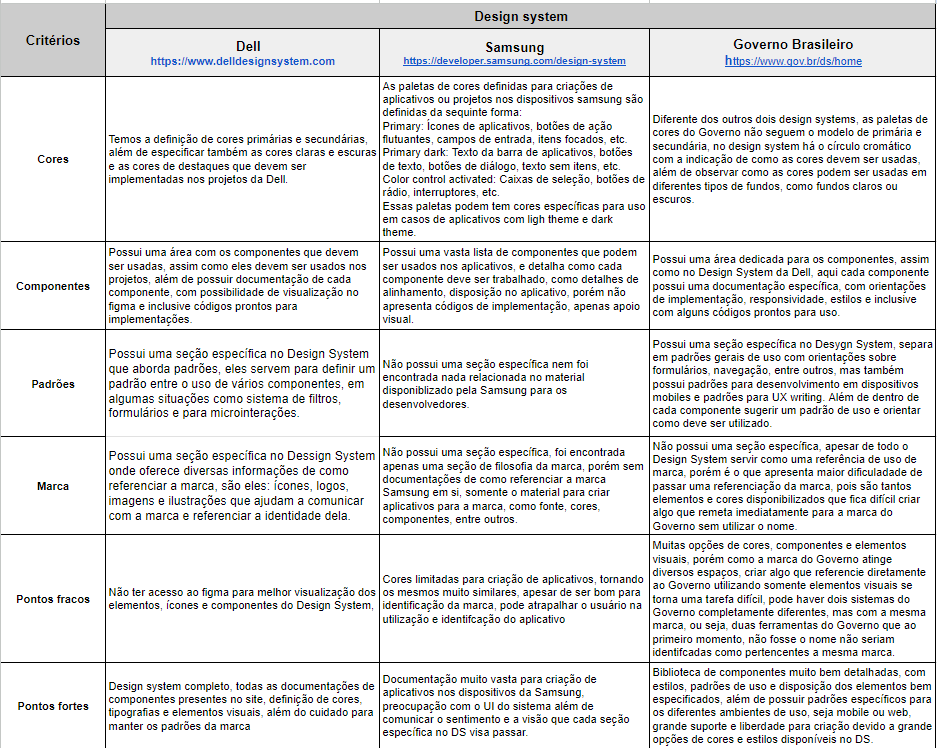 Critérios
Design system
Dell
https://www.delldesignsystem.com
Samsung
https://developer.samsung.com/design-system
Governo Brasileiro
https://www.gov.br/ds/home
Cores
Temos a definição de cores primárias e secundárias,
além de especificar também as cores claras e escuras
e as cores de destaques que devem ser
implementadas nos projetos da Dell.
As paletas de cores definidas para criações de
aplicativos ou projetos nos dispositivos samsung são
definidas da sequinte forma:
Primary: Ícones de aplicativos, botões de ação
flutuantes, campos de entrada, itens focados, etc.
Primary dark: Texto da barra de aplicativos, botões
de texto, botões de diálogo, texto sem itens, etc.
Color control activated: Caixas de seleção, botões de
rádio, interruptores, etc.
Essas paletas podem tem cores específicas para uso
em casos de aplicativos com ligh theme e dark
theme.
Diferente dos outros dois design systems, as paletas de
cores do Governo não seguem o modelo de primária e
secundária, no design system há o círculo cromático
com a indicação de como as cores devem ser usadas,
além de observar como as cores podem ser usadas em
diferentes tipos de fundos, como fundos claros ou
escuros.
Componentes
Possui uma área com os componentes que devem
ser usadas, assim como eles devem ser usados nos
projetos, além de possuir documentação de cada
componente, com possibilidade de visualização no
figma e inclusive códigos prontos para
implementações.
Possui uma vasta lista de componentes que podem
ser usados nos aplicativos, e detalha como cada
componente deve ser trabalhado, como detalhes de
alinhamento, disposição no aplicativo, porém não
apresenta códigos de implementação, apenas apoio
visual.
Possui uma área dedicada para os componentes, assim
como no Design System da Dell, aqui cada componente
possui uma documentação específica, com orientações
de implementação, responsividade, estilos e inclusive
com alguns códigos prontos para uso.
Padrões
Possui uma seção específica no Design System
que aborda padrões, eles servem para definir um
padrão entre o uso de vários componentes, em
algumas situações como sistema de filtros,
formulários e para microinterações.
Não possui uma seção específica nem foi
encontrada nada relacionada no material
disponiblizado pela Samsung para os
desenvolvedores.
Possui uma seção específica no Desygn System, separa
em padrões gerais de uso com orientações sobre
formulários, navegação, entre outros, mas também
possui padrões para desenvolvimento em dispositivos
mobiles e padrões para UX writing. Além de dentro de
cada componente sugerir um padrão de uso e orientar
como deve ser utilizado.
Marca
Possui uma seção específica no Dessign System
onde oferece diversas informações de como
referenciar a marca, são eles: ícones, logos,
imagens e ilustrações que ajudam a comunicar
com a marca e referenciar a identidade dela.
Não possui uma seção específica, foi encontrada
apenas uma seção de filosofia da marca, porém sem
documentações de como referenciar a marca
Samsung em si, somente o material para criar
aplicativos para a marca, como fonte, cores,
componentes, entre outros.
Não possui uma seção específica, apesar de todo o
Design System servir como uma referência de uso de
marca, porém é o que apresenta maior dificuladade de
passar uma referenciação da marca, pois são tantos
elementos e cores disponibilizados que fica difícil criar
algo que remeta imediatamente para a marca do
Governo sem utilizar o nome.
Pontos fracos
Não ter acesso ao figma para melhor visualização dos
elementos, ícones e componentes do Design System,
Cores limitadas para criação de aplicativos, tornando
os mesmos muito similares, apesar de ser bom para
identificação da marca, pode atrapalhar o usuário na
utilização e identifcação do aplicativo
Muitas opções de cores, componentes e elementos
visuais, porém como a marca do Governo atinge
diversos espaços, criar algo que referencie diretamente
ao Governo utilizando somente elementos visuais se
torna uma tarefa difícil, pode haver dois sistemas do
Governo completamente diferentes, mas com a mesma
marca, ou seja, duas ferramentas do Governo que ao
primeiro momento, não fosse o nome não seriam
identifcadas como pertencentes a mesma marca.
Pontos fortes
Design system completo, todas as documentações de
componentes presentes no site, definição de cores,
tipografias e elementos visuais, além do cuidado para
manter os padrões da marca
Documentação muito vasta para criação de
aplicativos nos dispositivos da Samsung,
preocupação com o UI do sistema além de
comunicar o sentimento e a visão que cada seção
específica no DS visa passar.
Biblioteca de componentes muito bem detalhadas, com
estilos, padrões de uso e disposição dos elementos bem
especificados, além de possuir padrões específicos para
os diferentes ambientes de uso, seja mobile ou web,
grande suporte e liberdade para criação devido a grande
opções de cores e estilos disponíveis no DS.